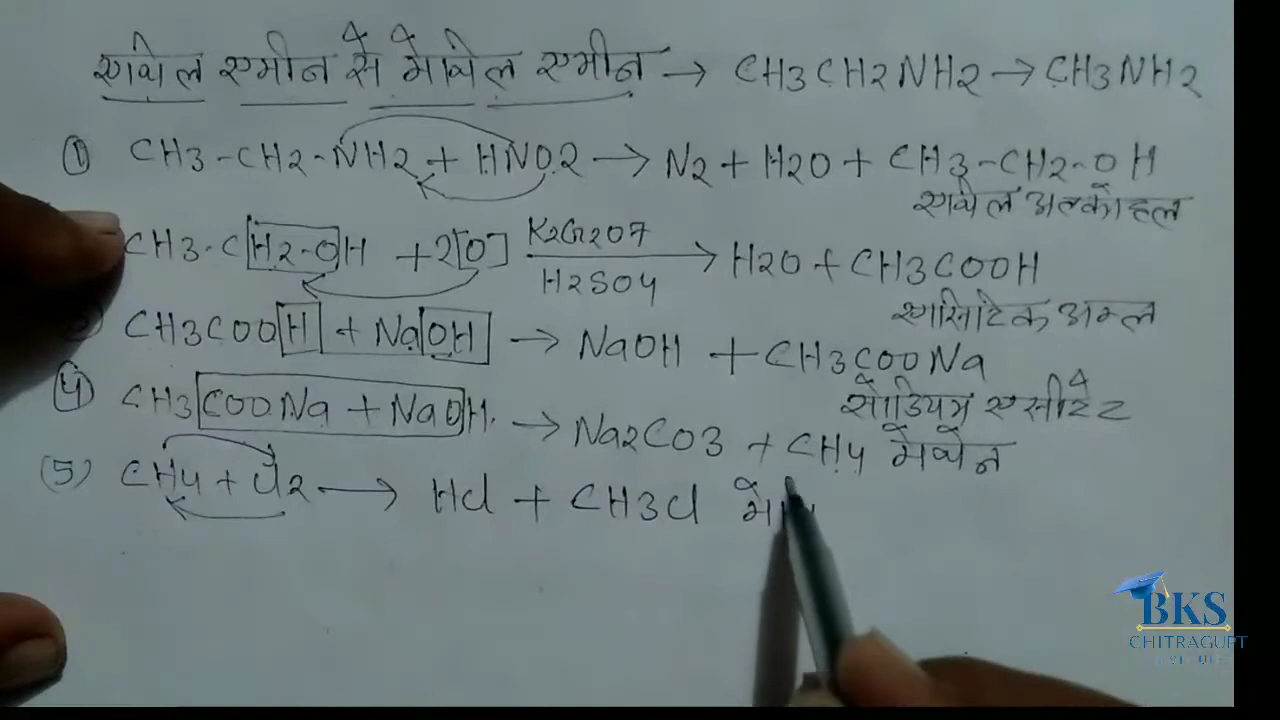 एथिल एमीन से मेथिल एमीन → CH3CH2NH2 → CH3NH2
① CH3-CH2-NH2 + HNO2 → N2 + H2O + CH3-CH2-OH
एथिल अल्कोहल
CH3-CH2-OH + 2[O] K2Cr2O7 / H2SO4 → H2O + CH3COOH
एसिटिक अम्ल
CH3COOH + NaOH → NaOH + CH3COONa
सोडियम एसीटेट
④ CH3COONa + NaOH → Na2CO3 + CH4 मेथेन
(5) CH4 + Cl2 → HCl + CH3Cl
BKS
CHITRAGUPT